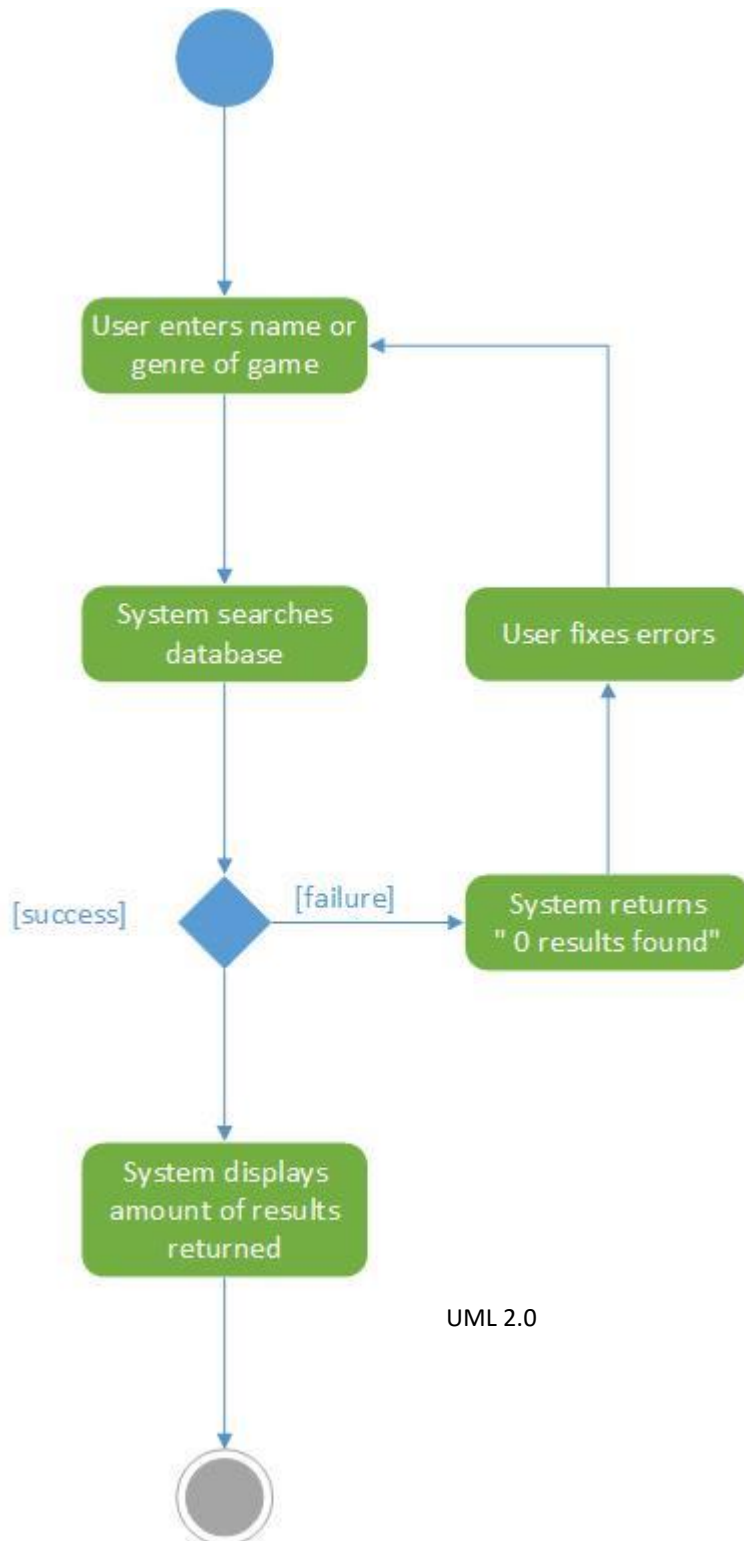 User enters name or
genre of game
System searches
database
User fixes errors
[success]
[failure]
System returns
" 0 results found"
System displays
amount of results
returned
UML 2.0